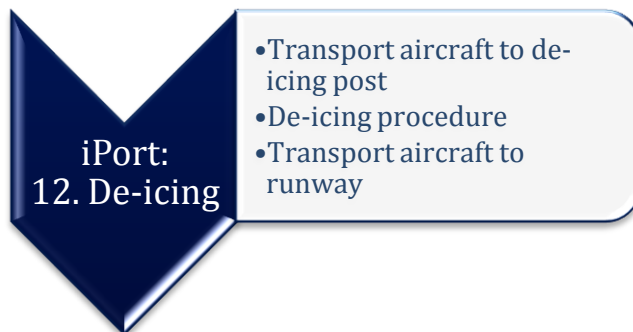 iPort:
12. De-icing
•Transport aircraft to de-
icing post
•De-icing procedure
•Transport aircraft to
runway